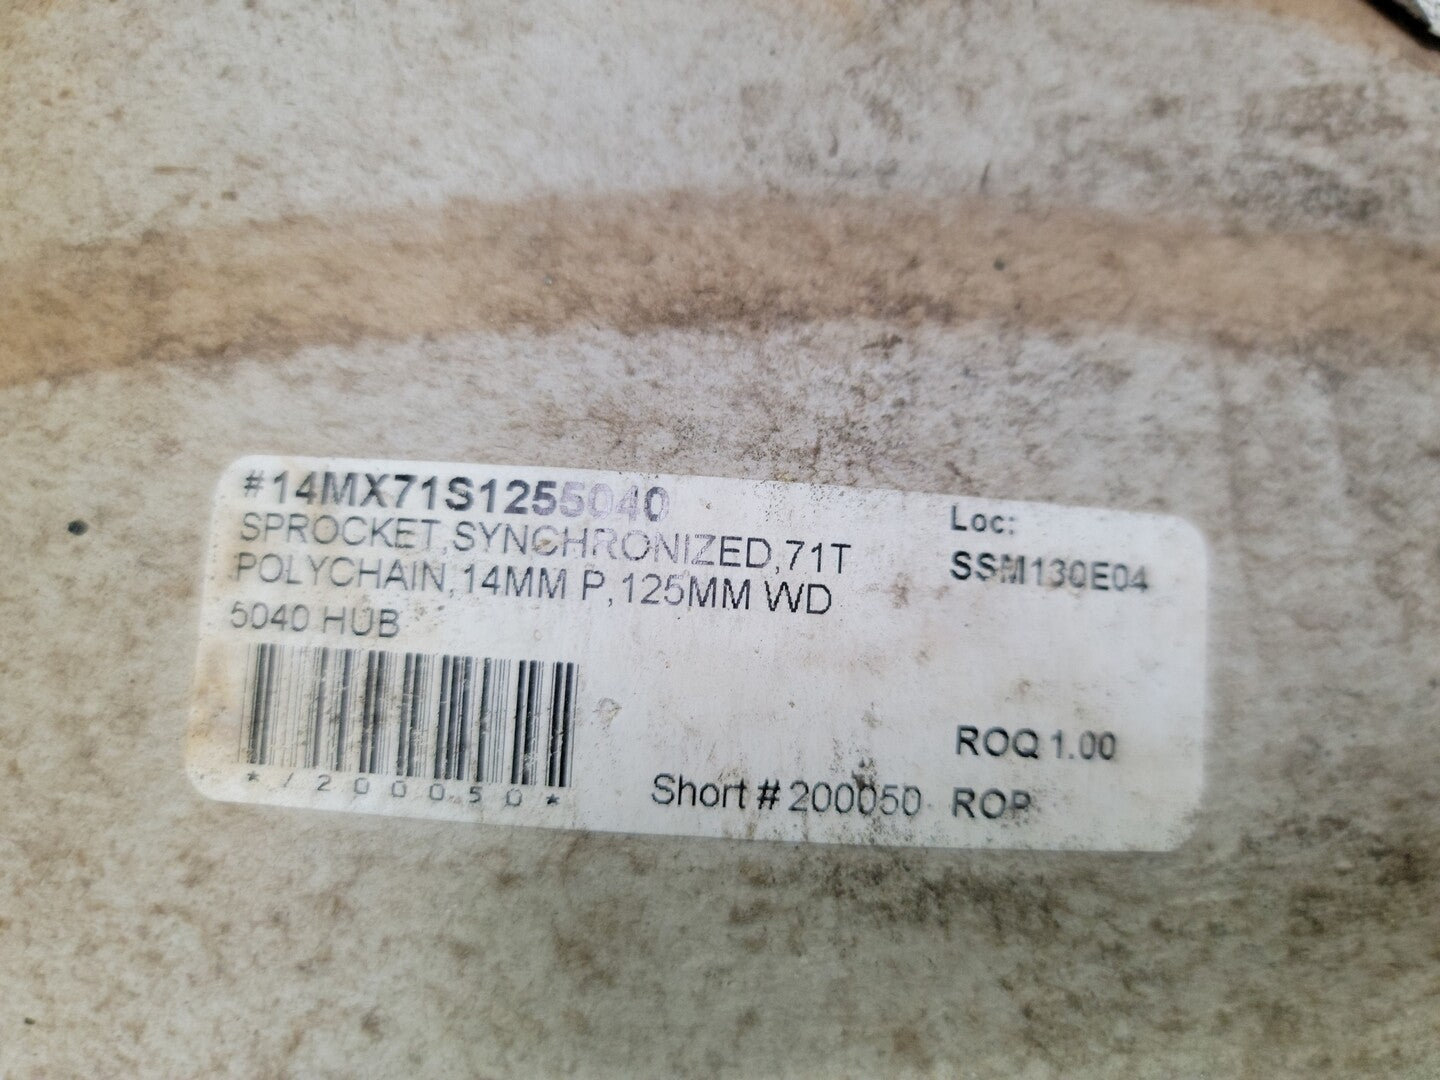 #14MX71S1255040
SPROCKET,SYNCHRONIZED,71T
POLYCHAIN,14MM P,125MM WD
5040 HUB
Loc:
SSM130E04
*/200050*
Short # 200050
ROQ 1.00
ROP